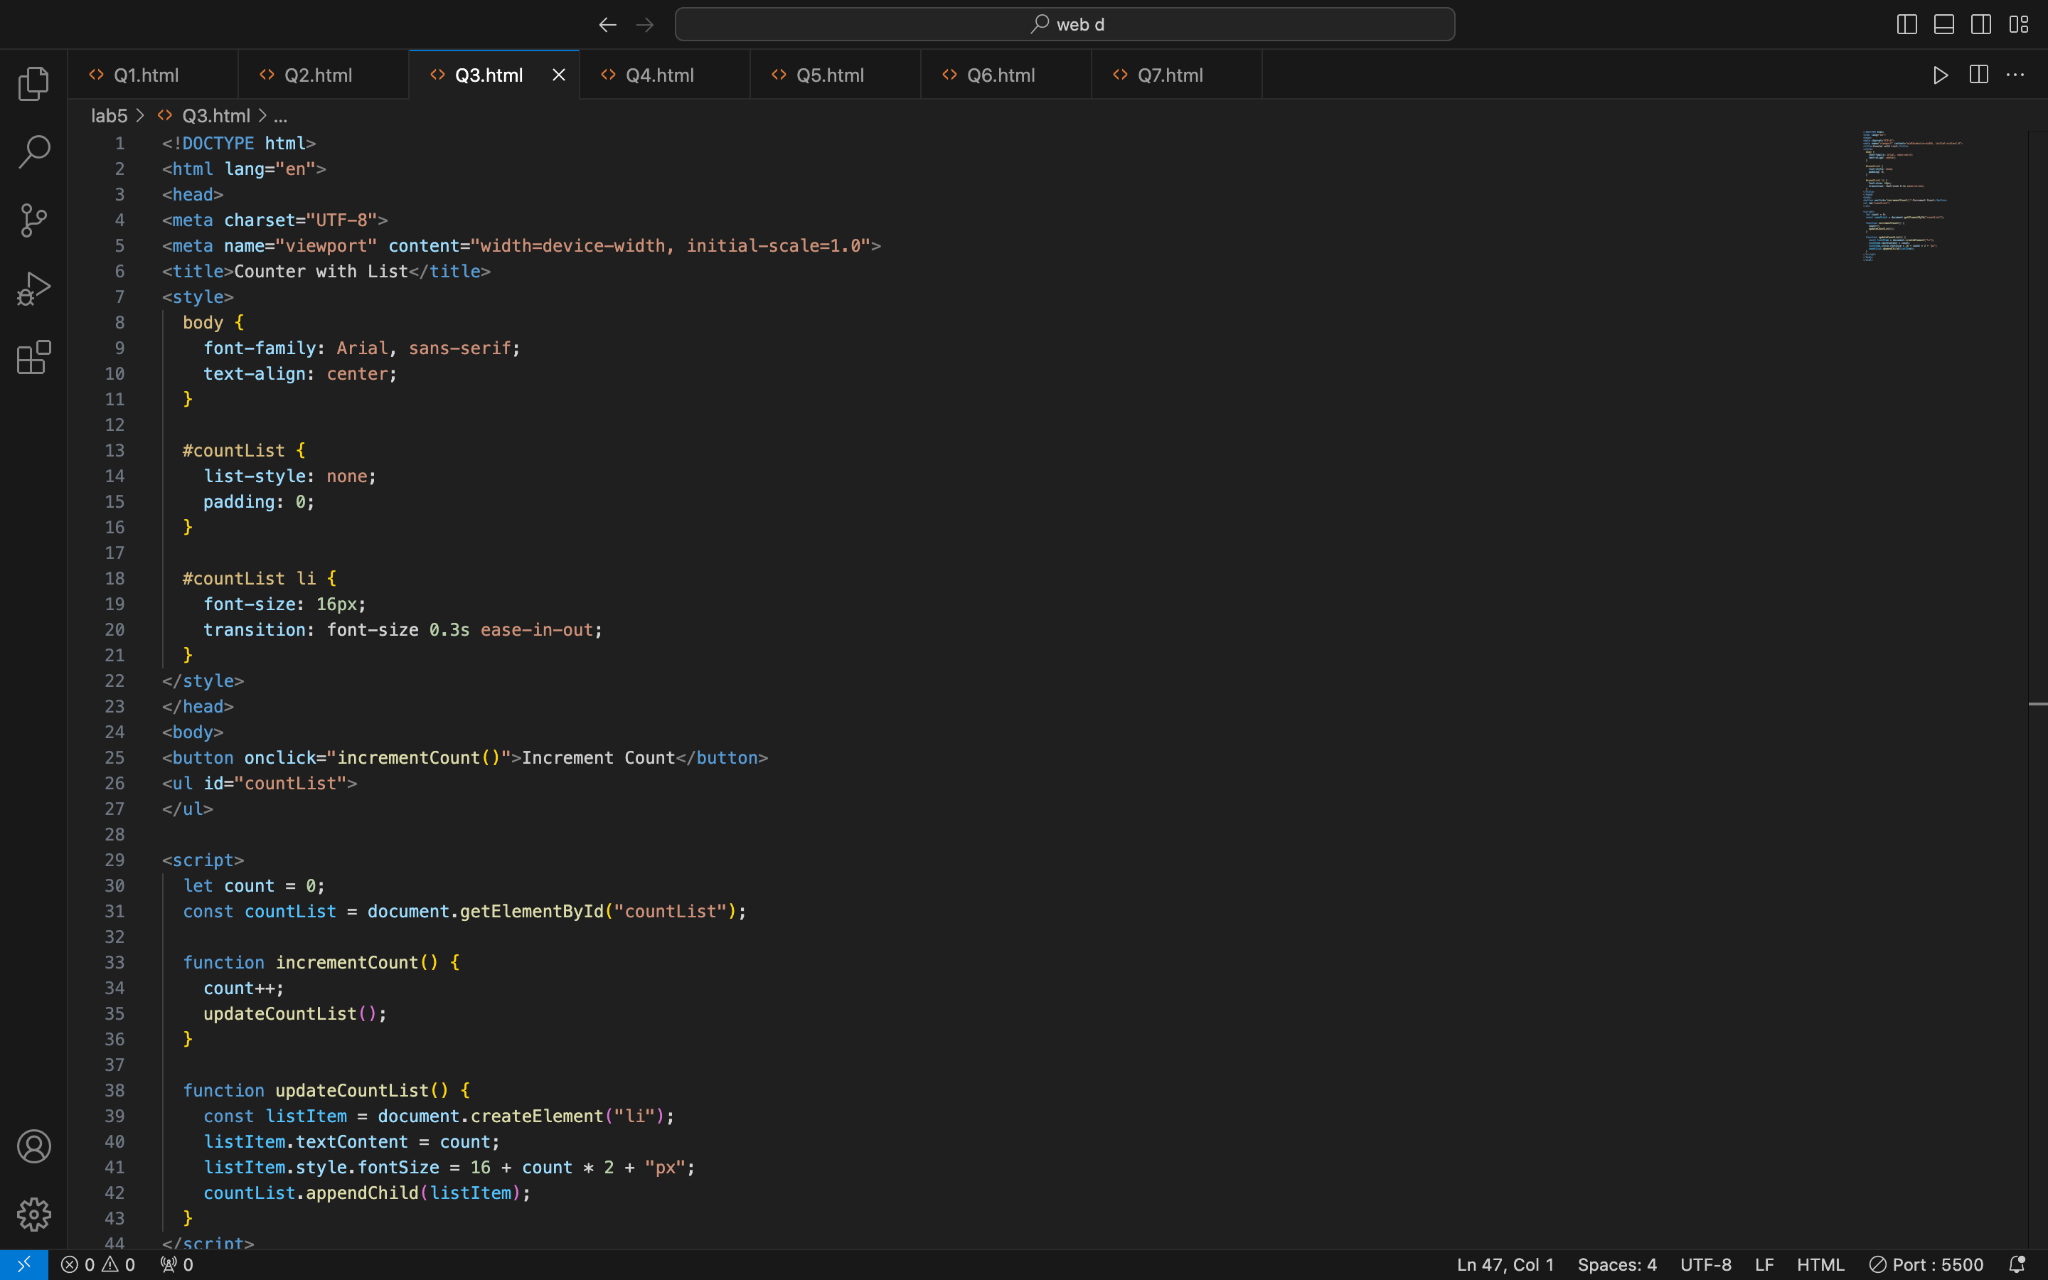 web d
Q1.html
Q2.html
Q3.html
Q4.html
Q5.html
Q6.html
Q7.html
lab5 > Q3.html > ...
1 <!DOCTYPE html>
2 <html lang="en">
3 <head>
4 <meta charset="UTF-8">
5 <meta name="viewport" content="width=device-width, initial-scale=1.0">
6 <title>Counter with List</title>
7 <style>
8   body {
9     font-family: Arial, sans-serif;
10     text-align: center;
11   }
12
13   #countList {
14     list-style: none;
15     padding: 0;
16   }
17
18   #countList li {
19     font-size: 16px;
20     transition: font-size 0.3s ease-in-out;
21   }
22 </style>
23 </head>
24 <body>
25 <button onclick="incrementCount()">Increment Count</button>
26 <ul id="countList">
27 </ul>
28
29 <script>
30   let count = 0;
31   const countList = document.getElementById("countList");
32
33   function incrementCount() {
34     count++;
35     updateCountList();
36   }
37
38   function updateCountList() {
39     const listItem = document.createElement("li");
40     listItem.textContent = count;
41     listItem.style.fontSize = 16 + count * 2 + "px";
42     countList.appendChild(listItem);
43   }
44 </script>
0 0 0
Ln 47, Col 1 Spaces: 4 UTF-8 LF HTML Port : 5500